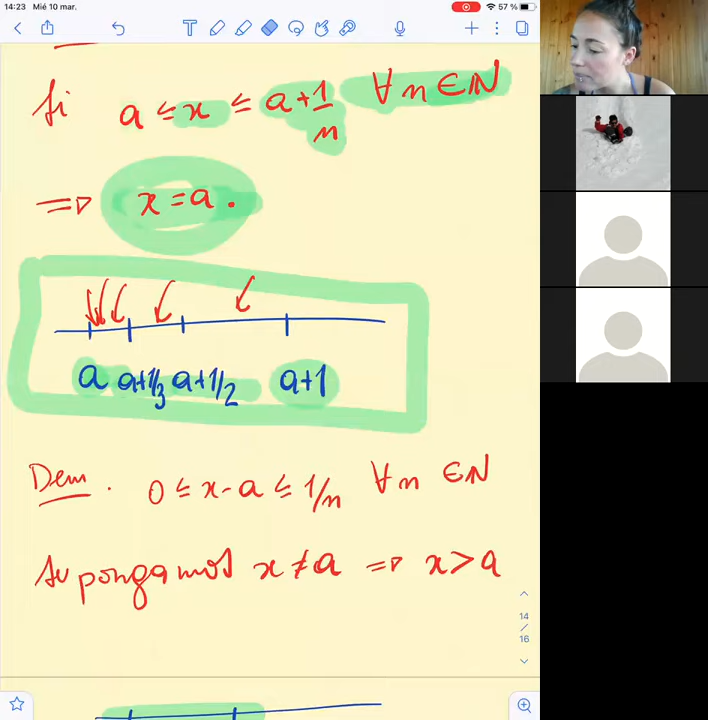 14:23 Mié 10 mar.
57 %
Si a ≤ x ≤ a+1/n ∀ n ∈ ℕ
⇒ x = a .
a a+1/3 a+1/2 a+1
Dem . 0 ≤ x-a ≤ 1/n ∀ n ∈ ℕ
Supongamos x ≠ a ⇒ x > a
14
/
16